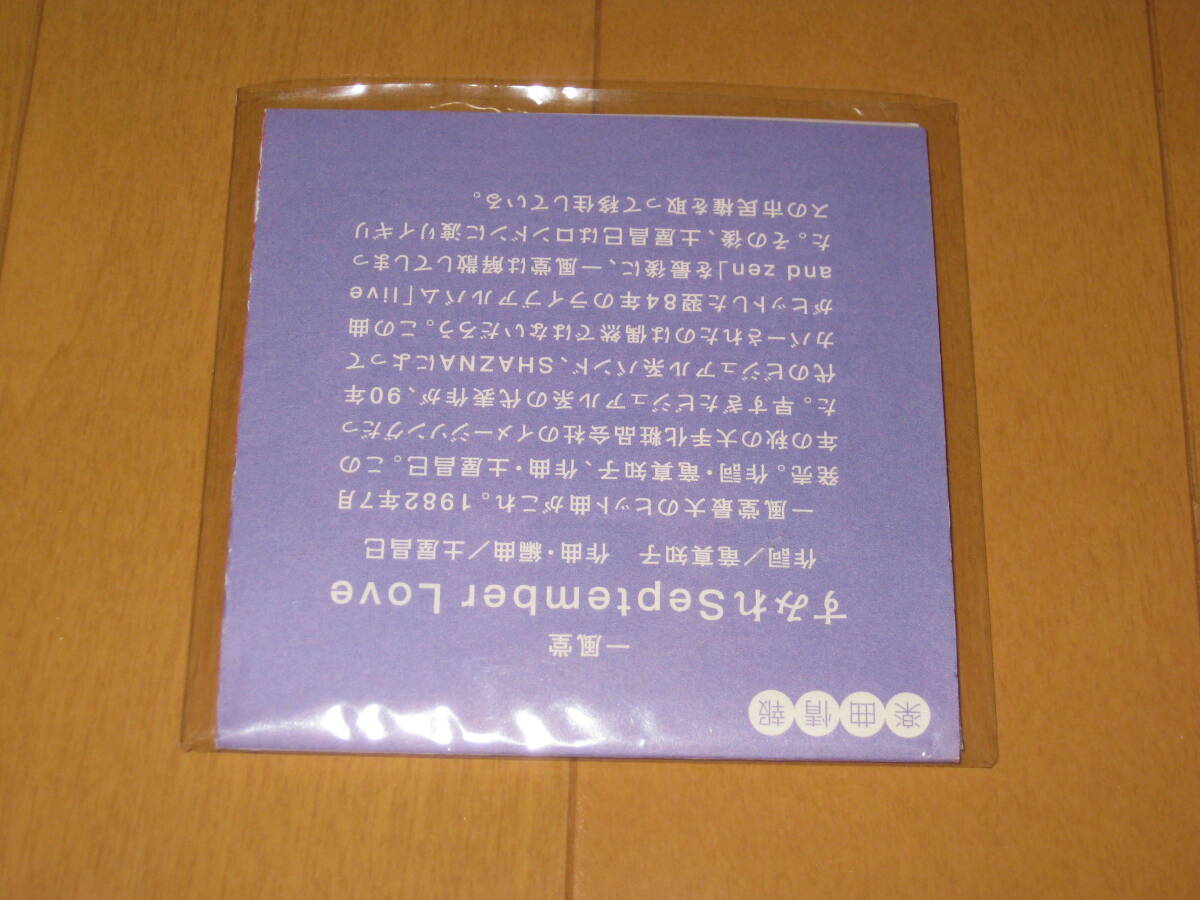 楽曲情報
一風堂
すみれSeptember Love
作詞／竜真知子　作曲・編曲／土屋昌巳
一風堂最大のヒット曲がこれ。1982年7月
発売。作詞・竜真知子、作曲・土屋昌巳。この
年の秋の大手化粧品会社のイメージソングだっ
た。早すぎたビジュアル系の代表作が、90年
代のビジュアル系バンド、SHAZNAによって
カバーされたのは偶然ではないだろう。この曲
がヒットした翌84年のライブアルバム「live
and zen」を最後に、一風堂は解散してしまっ
た。その後、土屋昌巳はロンドンに渡りイギリ
スの市民権を取って移住している。